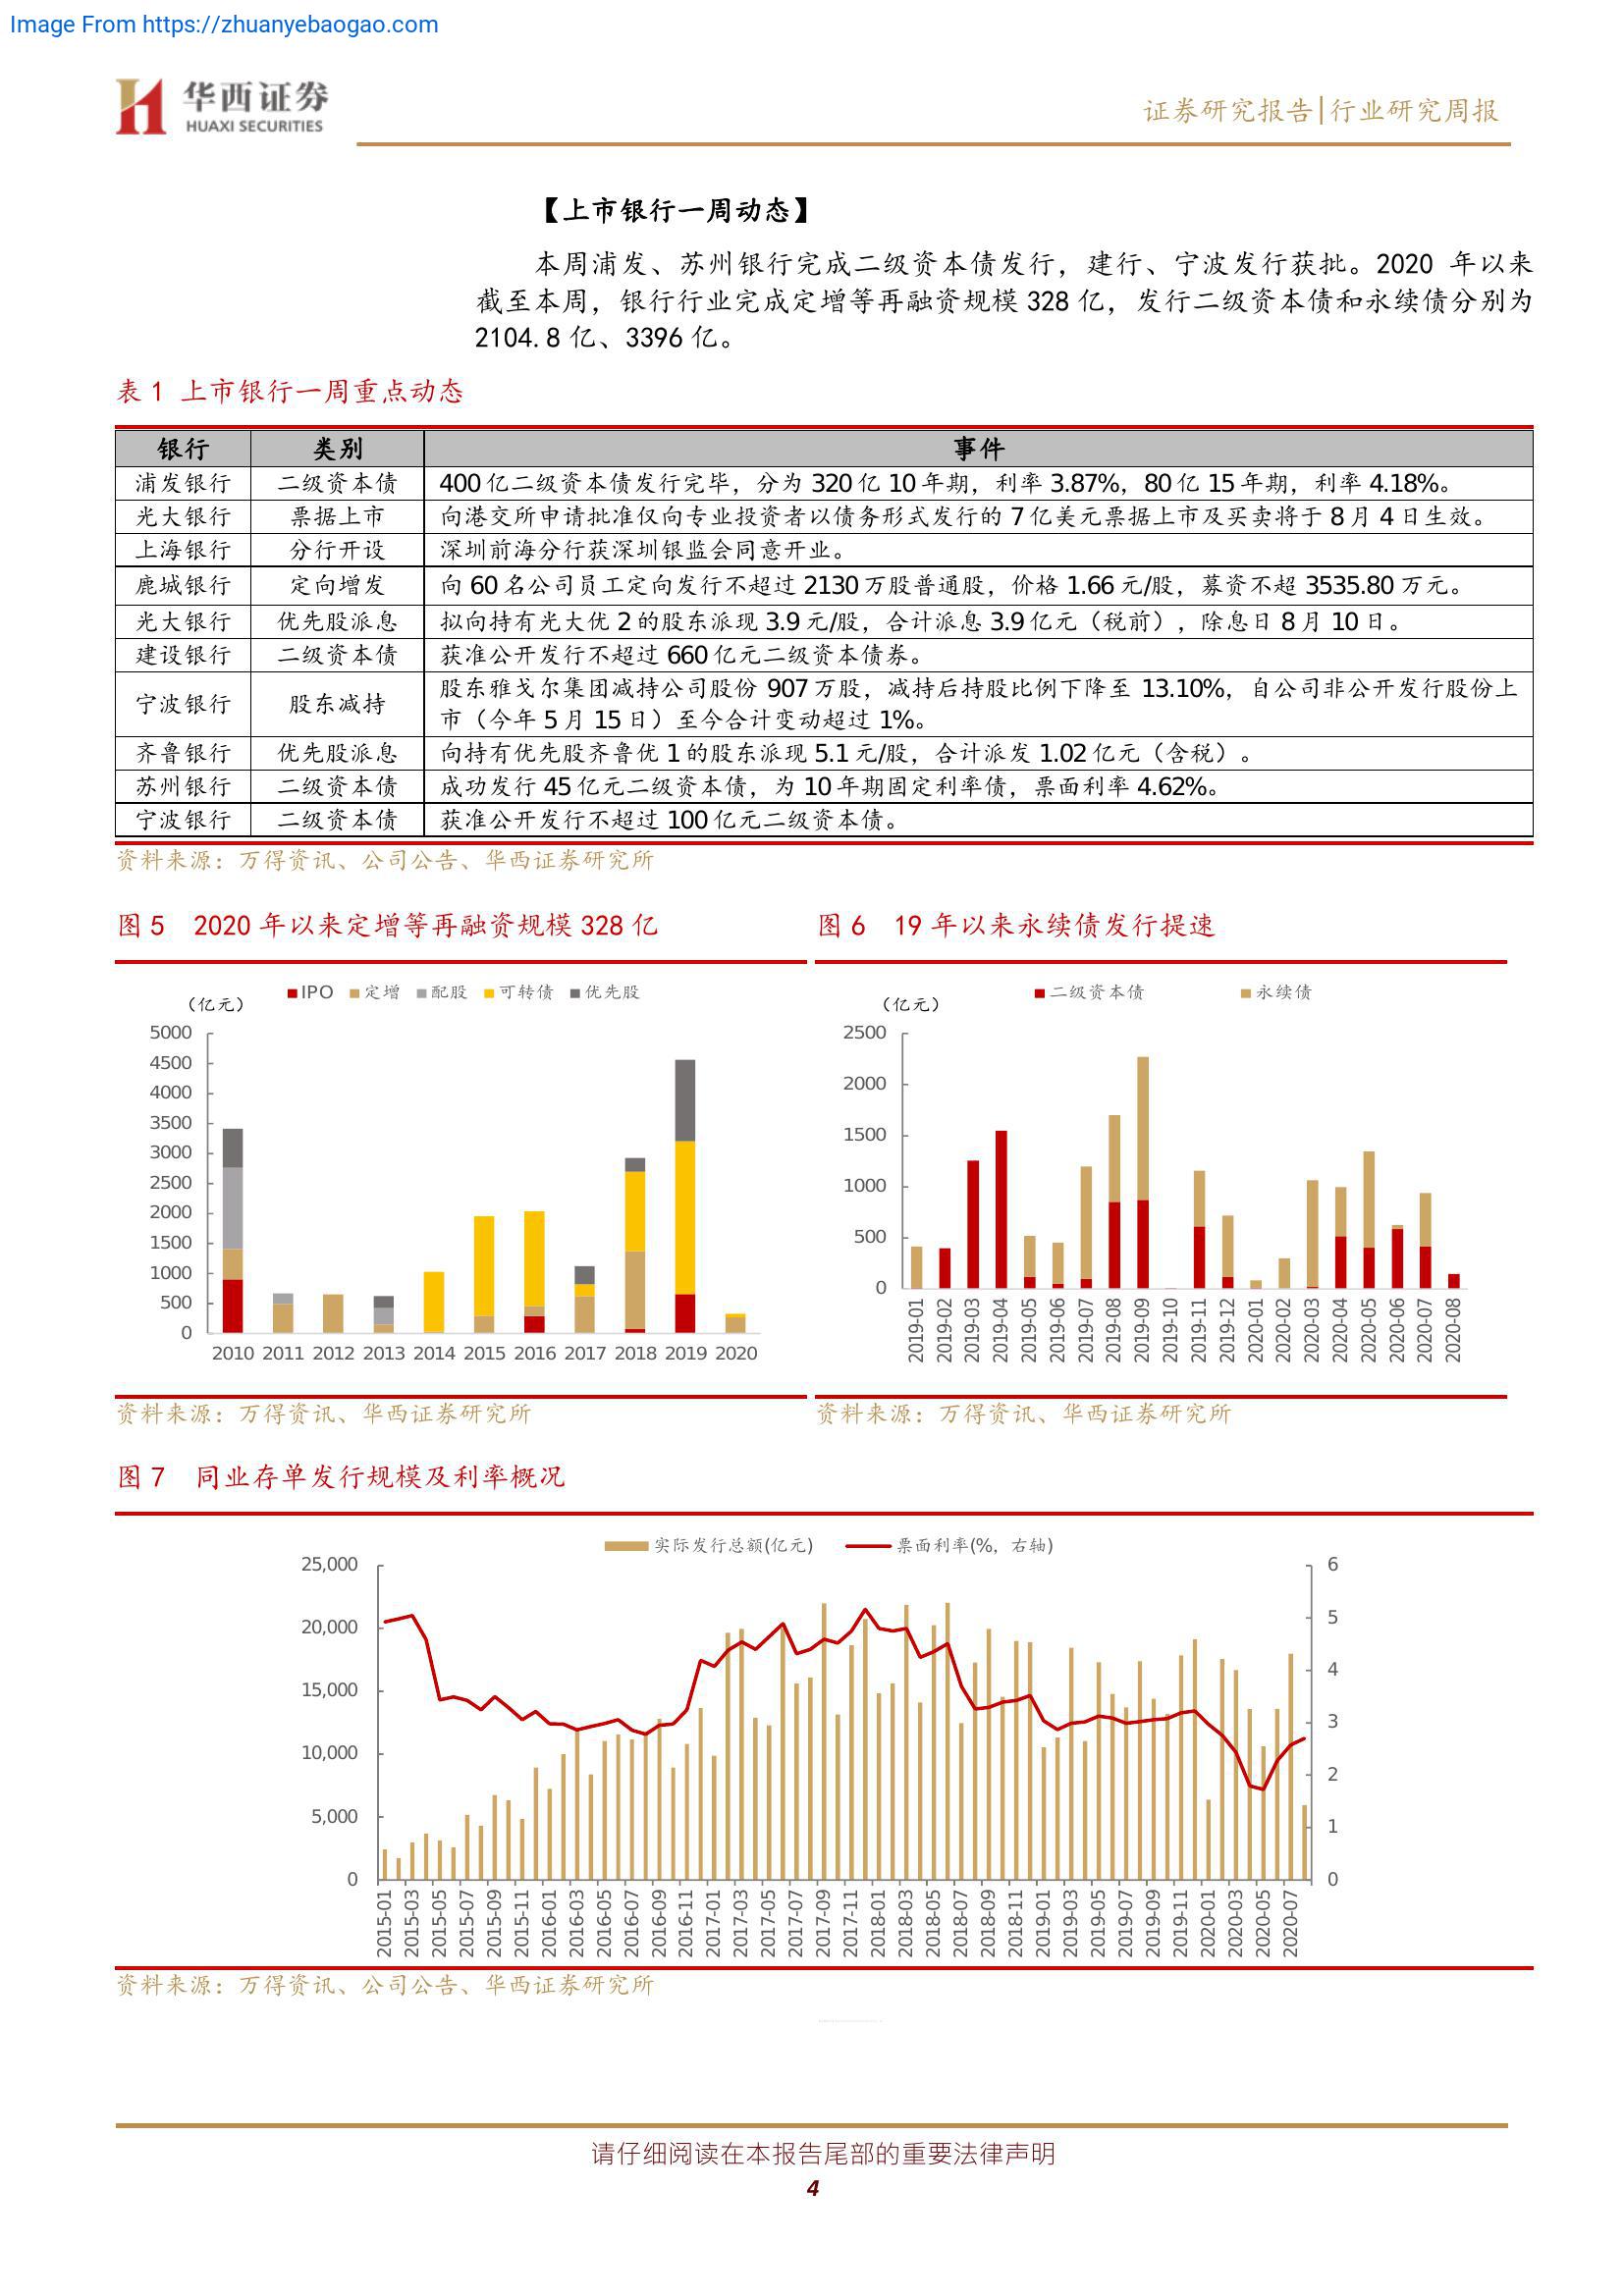 Image From https://zhuanyebaogao.com
华西证券
HUAXI SECURITIES
证券研究报告|行业研究周报
【上市银行一周动态】
本周浦发、苏州银行完成二级资本债发行，建行、宁波发行获批。2020 年以来
截至本周，银行行业完成定增等再融资规模 328 亿，发行二级资本债和永续债分别为
2104.8 亿、3396 亿。
表 1 上市银行一周重点动态
银行 类别 事件
浦发银行 二级资本债 400 亿二级资本债发行完毕，分为 320 亿 10 年期，利率 3.87%，80 亿 15 年期，利率 4.18%。
光大银行 票据上市 向港交所申请批准仅向专业投资者以债务形式发行的 7 亿美元票据上市及买卖将于 8 月 4 日生效。
上海银行 分行开设 深圳前海分行获深圳银监会同意开业。
鹿城银行 定向增发 向 60 名公司员工定向发行不超过 2130 万股普通股，价格 1.66 元/股，募资不超 3535.80 万元。
光大银行 优先股派息 拟向持有光大优 2 的股东派现 3.9 元/股，合计派息 3.9 亿元（税前），除息日 8 月 10 日。
建设银行 二级资本债 获准公开发行不超过 660 亿元二级资本债券。
宁波银行 股东减持 股东雅戈尔集团减持公司股份 907 万股，减持后持股比例下降至 13.10%，自公司非公开发行股份上
市（今年 5 月 15 日）至今合计变动超过 1%。
齐鲁银行 优先股派息 向持有优先股齐鲁优 1 的股东派现 5.1 元/股，合计派发 1.02 亿元（含税）。
苏州银行 二级资本债 成功发行 45 亿元二级资本债，为 10 年期固定利率债，票面利率 4.62%。
宁波银行 二级资本债 获准公开发行不超过 100 亿元二级资本债。
资料来源：万得资讯、公司公告、华西证券研究所
图 5 2020 年以来定增等再融资规模 328 亿
（亿元）
IPO 定增 配股 可转债 优先股
5000
4500
4000
3500
3000
2500
2000
1500
1000
500
0
2010 2011 2012 2013 2014 2015 2016 2017 2018 2019 2020
资料来源：万得资讯、华西证券研究所
图 6 19 年以来永续债发行提速
（亿元）
二级资本债 永续债
2500
2000
1500
1000
500
0
2019-01 2019-02 2019-03 2019-04 2019-05 2019-06 2019-07 2019-08 2019-09 2019-10 2019-11 2019-12 2020-01 2020-02 2020-03 2020-04 2020-05 2020-06 2020-07 2020-08
资料来源：万得资讯、华西证券研究所
图 7 同业存单发行规模及利率概况
实际发行总额(亿元) 票面利率(%，右轴)
25,000
20,000
15,000
10,000
5,000
0
6
5
4
3
2
1
0
2015-01 2015-03 2015-05 2015-07 2015-09 2015-11 2016-01 2016-03 2016-05 2016-07 2016-09 2016-11 2017-01 2017-03 2017-05 2017-07 2017-09 2017-11 2018-01 2018-03 2018-05 2018-07 2018-09 2018-11 2019-01 2019-03 2019-05 2019-07 2019-09 2019-11 2020-01 2020-03 2020-05 2020-07
资料来源：万得资讯、公司公告、华西证券研究所
请仔细阅读在本报告尾部的重要法律声明
4